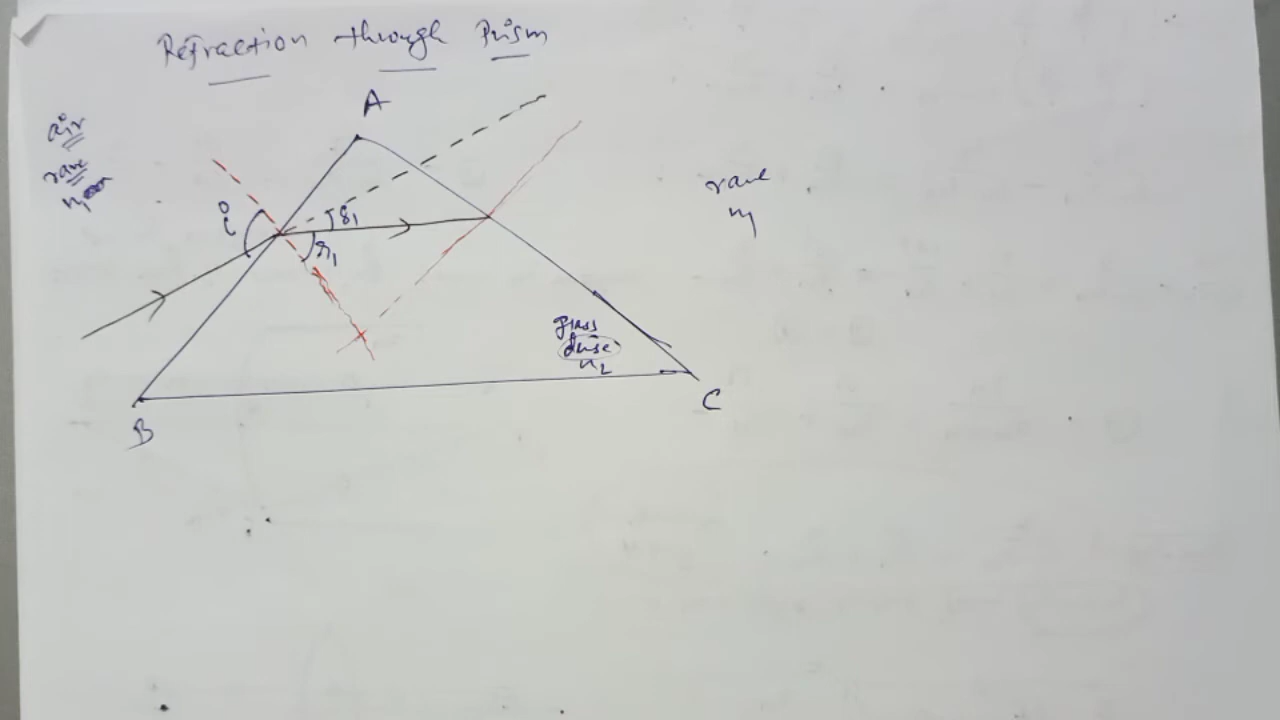 Refraction through Prism
A
air
rare
n₁
rare
n₁
i
δ₁
r₁
glass
dense
n₂
C
B